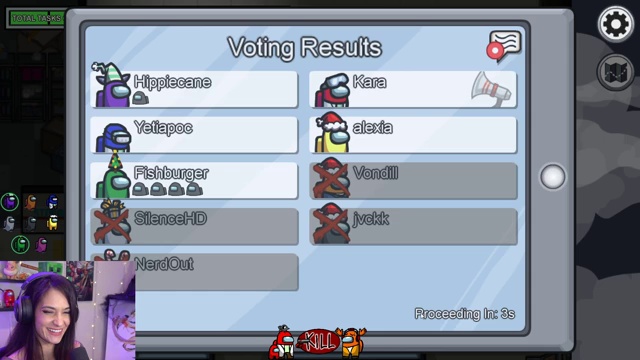 TOTAL TASKS
Voting Results
Hippiecane
Kara
Yetiapoc
alexia
Fishburger
Vondill
SilenceHD
jvckk
NerdOut
Proceeding In: 3s
KILL